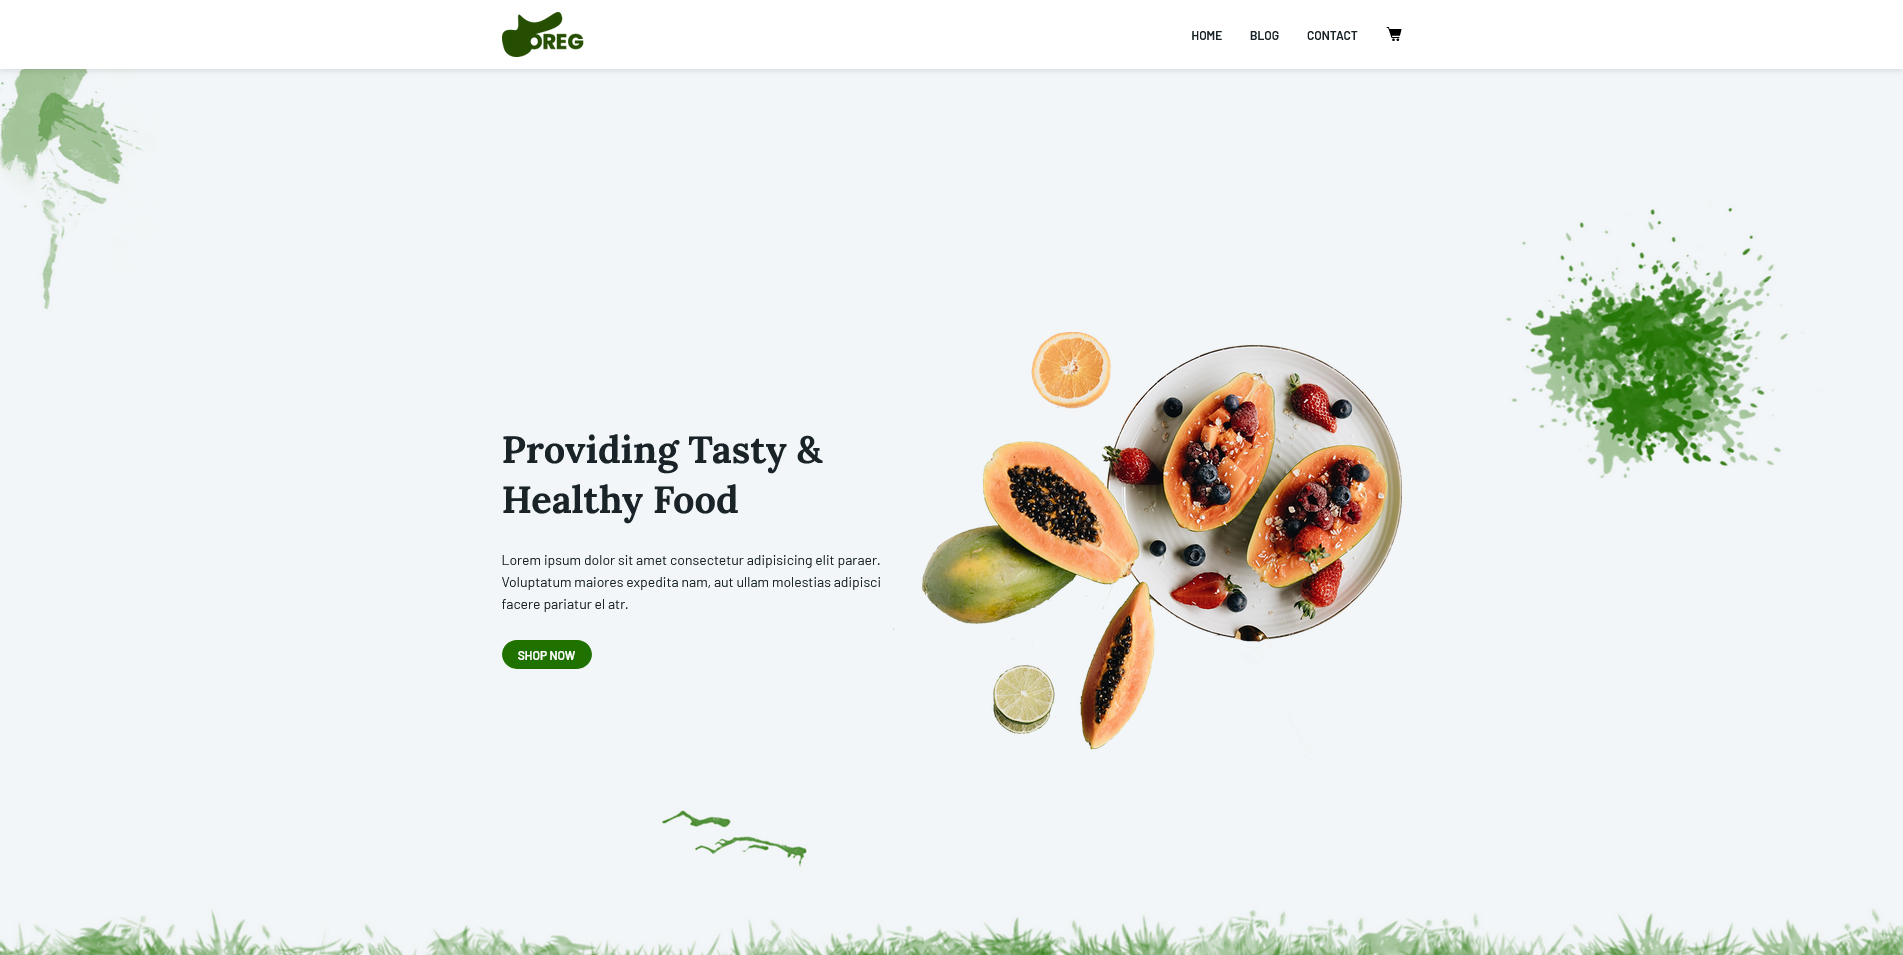 OREG
HOME
BLOG
CONTACT
Providing Tasty &
Healthy Food
Lorem ipsum dolor sit amet consectetur adipisicing elit paraer.
Voluptatum maiores expedita nam, aut ullam molestias adipisci
facere pariatur el atr.
SHOP NOW